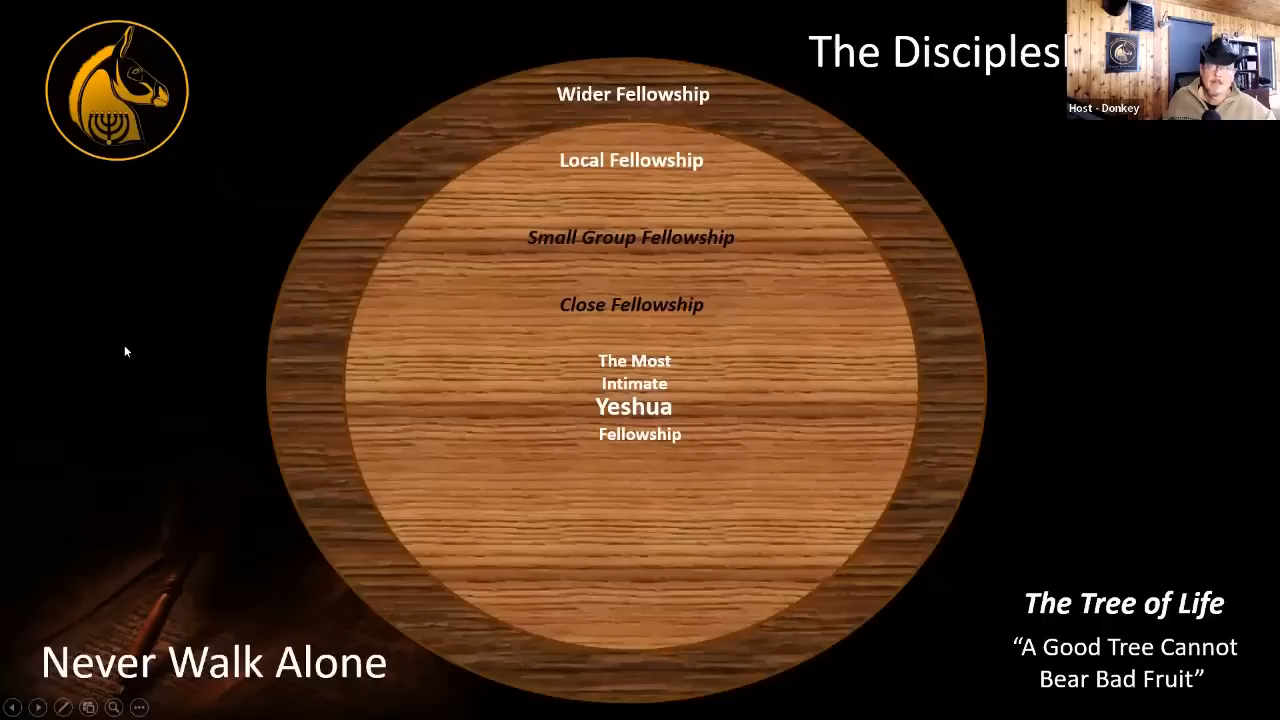 The Disciples
Host - Donkey
Wider Fellowship
Local Fellowship
Small Group Fellowship
Close Fellowship
The Most
Intimate
Yeshua
Fellowship
The Tree of Life
“A Good Tree Cannot
Bear Bad Fruit”
Never Walk Alone